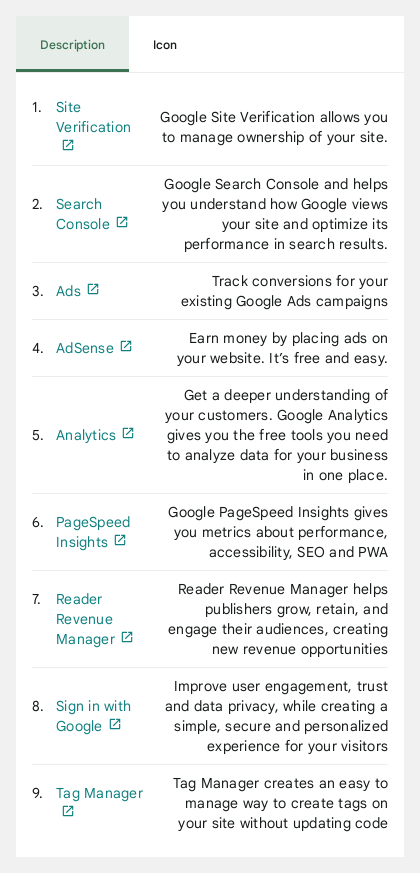 Description
Icon
1.
Site
Verification
Google Site Verification allows you
to manage ownership of your site.
2.
Search
Console
Google Search Console and helps
you understand how Google views
your site and optimize its
performance in search results.
3.
Ads
Track conversions for your
existing Google Ads campaigns
4.
AdSense
Earn money by placing ads on
your website. It’s free and easy.
5.
Analytics
Get a deeper understanding of
your customers. Google Analytics
gives you the free tools you need
to analyze data for your business
in one place.
6.
PageSpeed
Insights
Google PageSpeed Insights gives
you metrics about performance,
accessibility, SEO and PWA
7.
Reader
Revenue
Manager
Reader Revenue Manager helps
publishers grow, retain, and
engage their audiences, creating
new revenue opportunities
8.
Sign in with
Google
Improve user engagement, trust
and data privacy, while creating a
simple, secure and personalized
experience for your visitors
9.
Tag Manager
Tag Manager creates an easy to
manage way to create tags on
your site without updating code